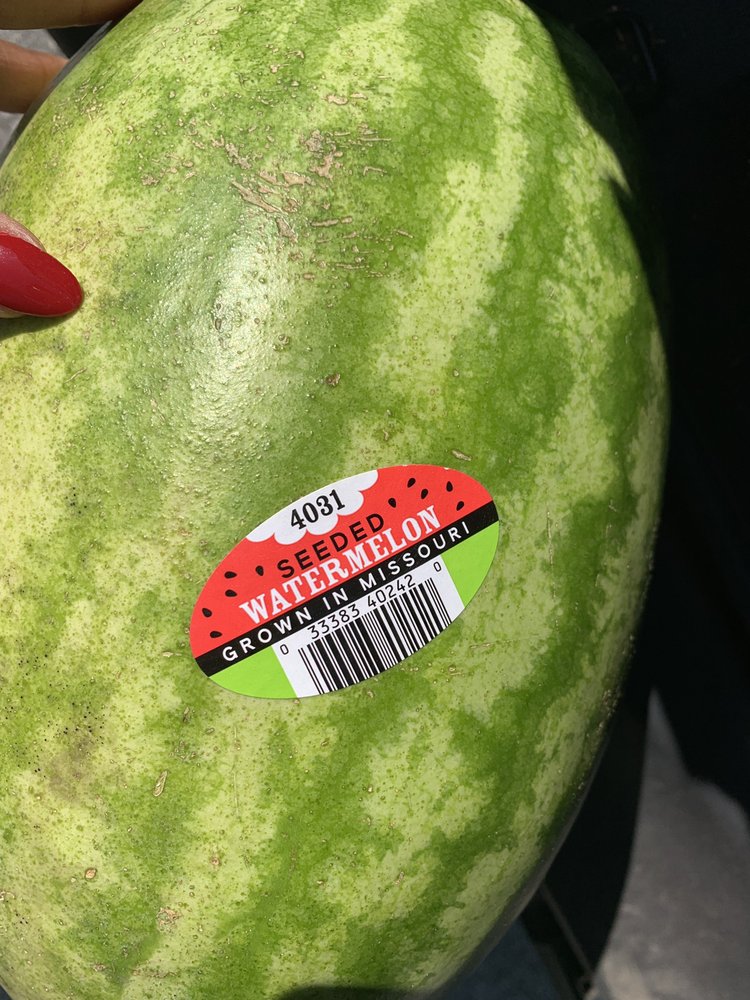 4031
SEEDED
WATERMELON
GROWN IN MISSOURI
0 33383 40242 0